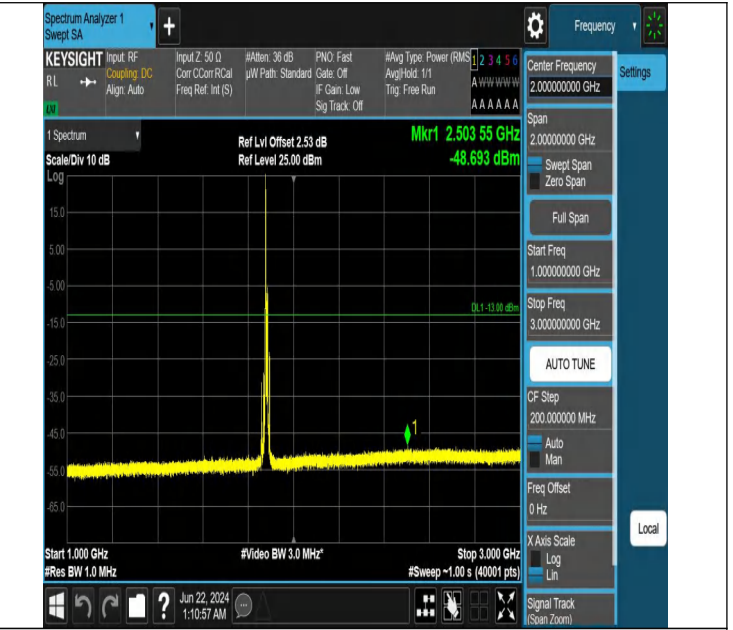 Spectrum Analyzer 1
Swept SA
Frequency
KEYSIGHT
RL
LXI
Input: RF
Coupling: DC
Align: Auto
Input Z: 50 Ω
Corr CCorr RCal
Freq Ref: Int (S)
#Atten: 36 dB
µW Path: Standard
PNO: Fast
Gate: Off
IF Gain: Low
Sig Track: Off
#Avg Type: Power (RMS
Avg|Hold: 1/1
Trig: Free Run
1 2 3 4 5 6
A W W W W W
A A A A A A
1 Spectrum
Scale/Div 10 dB
Log
Ref Lvl Offset 2.53 dB
Ref Level 25.00 dBm
Mkr1 2.503 55 GHz
-48.693 dBm
15.0
5.00
-5.00
DL1 -13.00 dBm
-15.0
-25.0
-35.0
-45.0
1
-55.0
-65.0
Start 1.000 GHz
#Video BW 3.0 MHz*
Stop 3.000 GHz
#Res BW 1.0 MHz
#Sweep ~1.00 s (40001 pts)
Center Frequency
2.000000000 GHz
Settings
Span
2.00000000 GHz
Swept Span
Zero Span
Full Span
Start Freq
1.000000000 GHz
Stop Freq
3.000000000 GHz
AUTO TUNE
CF Step
200.000000 MHz
Auto
Man
Freq Offset
0 Hz
X Axis Scale
Log
Lin
Local
Signal Track
(Span Zoom)
?
Jun 22, 2024
1:10:57 AM